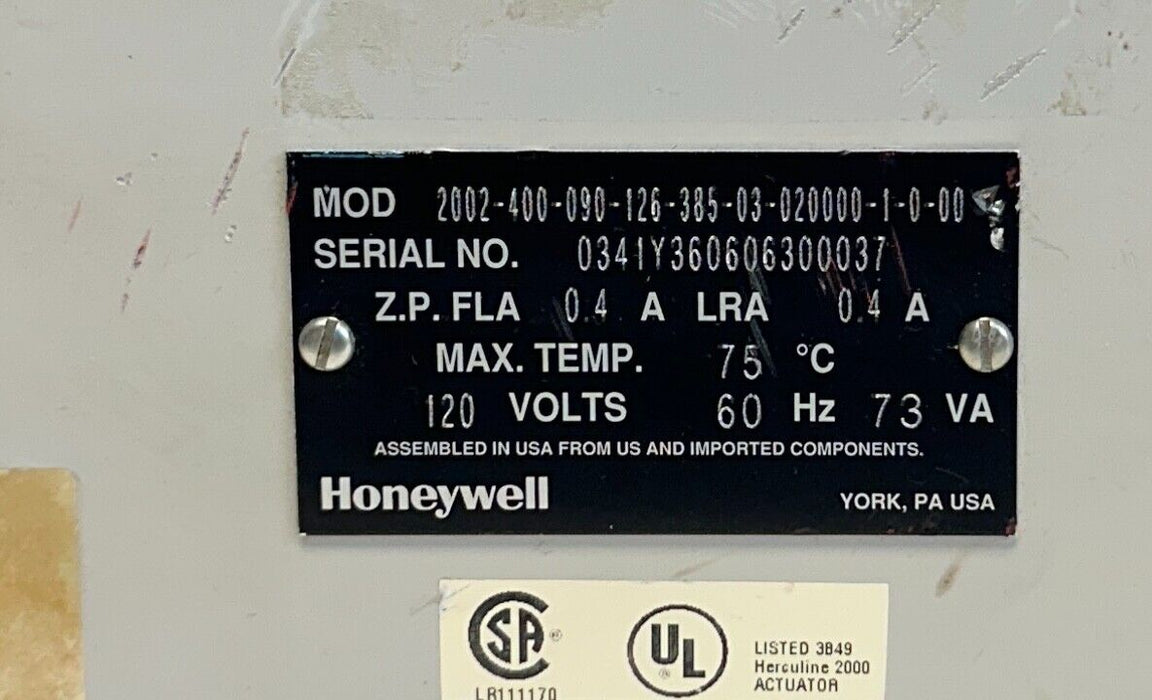 MOD 2002-400-090-126-385-03-020000-1-0-00
SERIAL NO. 0341Y360606300037
Z.P. FLA 0.4 A LRA 0.4 A
MAX. TEMP. 75 °C
120 VOLTS 60 Hz 73 VA
ASSEMBLED IN USA FROM US AND IMPORTED COMPONENTS.
Honeywell
YORK, PA USA
CSA ®
LR111170
UL ®
LISTED 3849
Herculine 2000
ACTUATOR